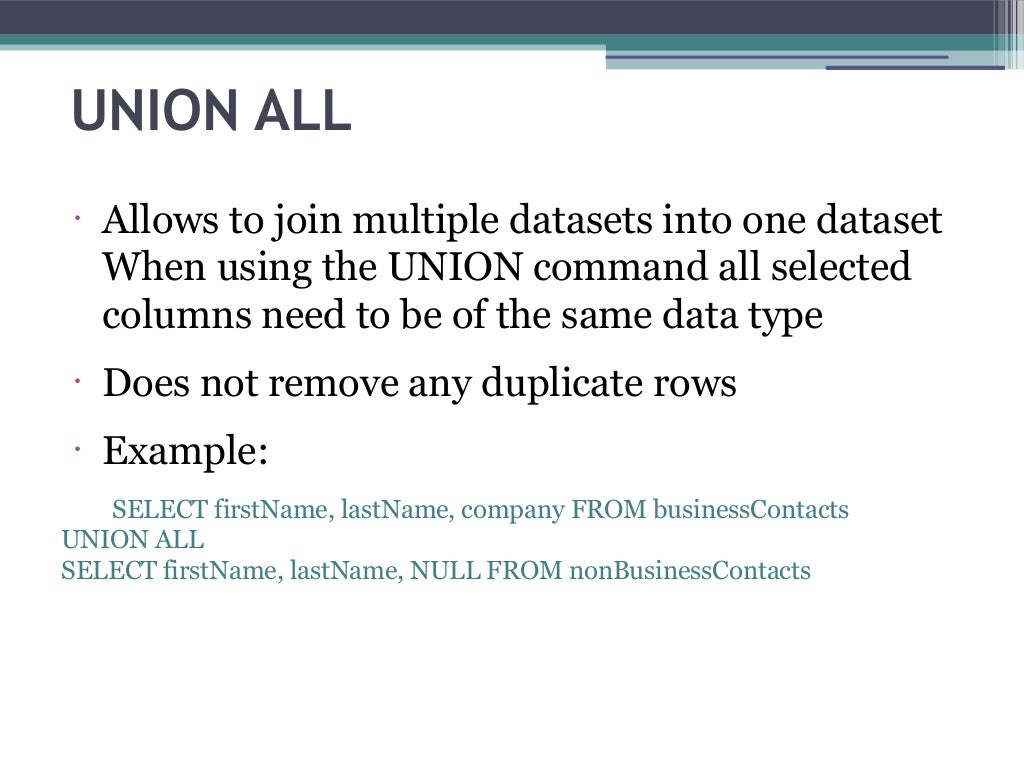 UNION ALL
· Allows to join multiple datasets into one dataset
When using the UNION command all selected
columns need to be of the same data type
· Does not remove any duplicate rows
· Example:
SELECT firstName, lastName, company FROM businessContacts
UNION ALL
SELECT firstName, lastName, NULL FROM nonBusinessContacts